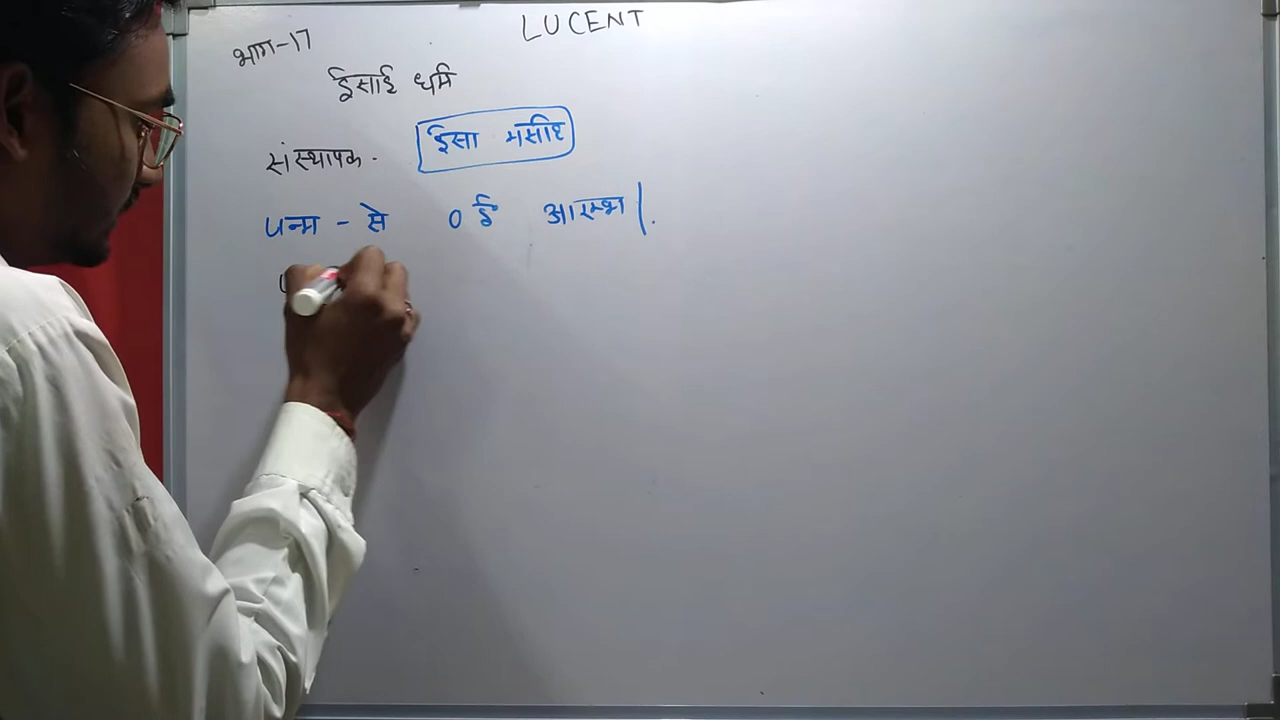 LUCENT
भाग-17
ईसाई धर्म
संस्थापक - ईसा मसीह
जन्म - से 0 ई आरम्भ |.